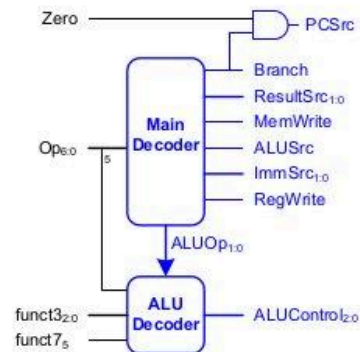 Zero
PCSrc
Branch
ResultSrc1:0
Main
Decoder
MemWrite
Op6:0
5
ALUSrc
ImmSrc1:0
RegWrite
ALUOp1:0
ALU
Decoder
funct32:0
funct75
ALUControl2:0